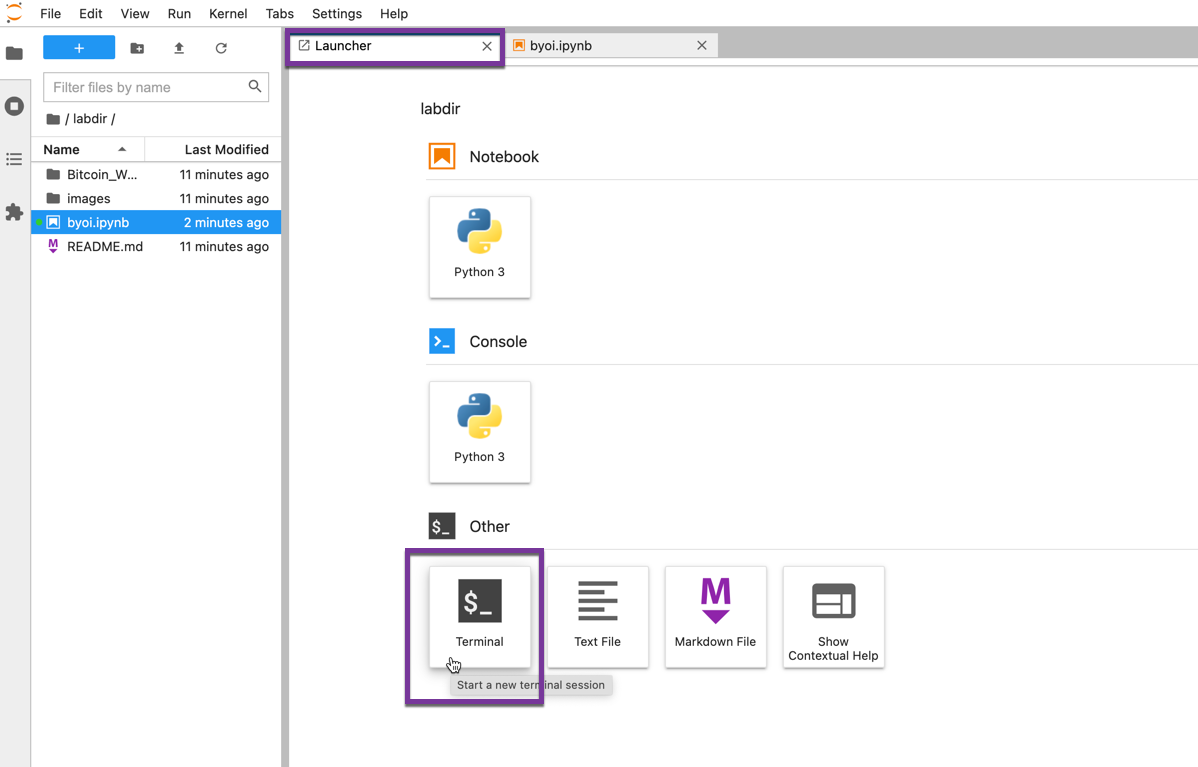 File Edit View Run Kernel Tabs Settings Help
+
Launcher
byoi.ipynb
Filter files by name
/ labdir /
Name Last Modified
Bitcoin_W... 11 minutes ago
images 11 minutes ago
byoi.ipynb 2 minutes ago
M README.md 11 minutes ago
labdir
Notebook
Python 3
>_ Console
Python 3
$_ Other
$_
Terminal
Text File
M
Markdown File
Show
Contextual Help
Start a new terminal session